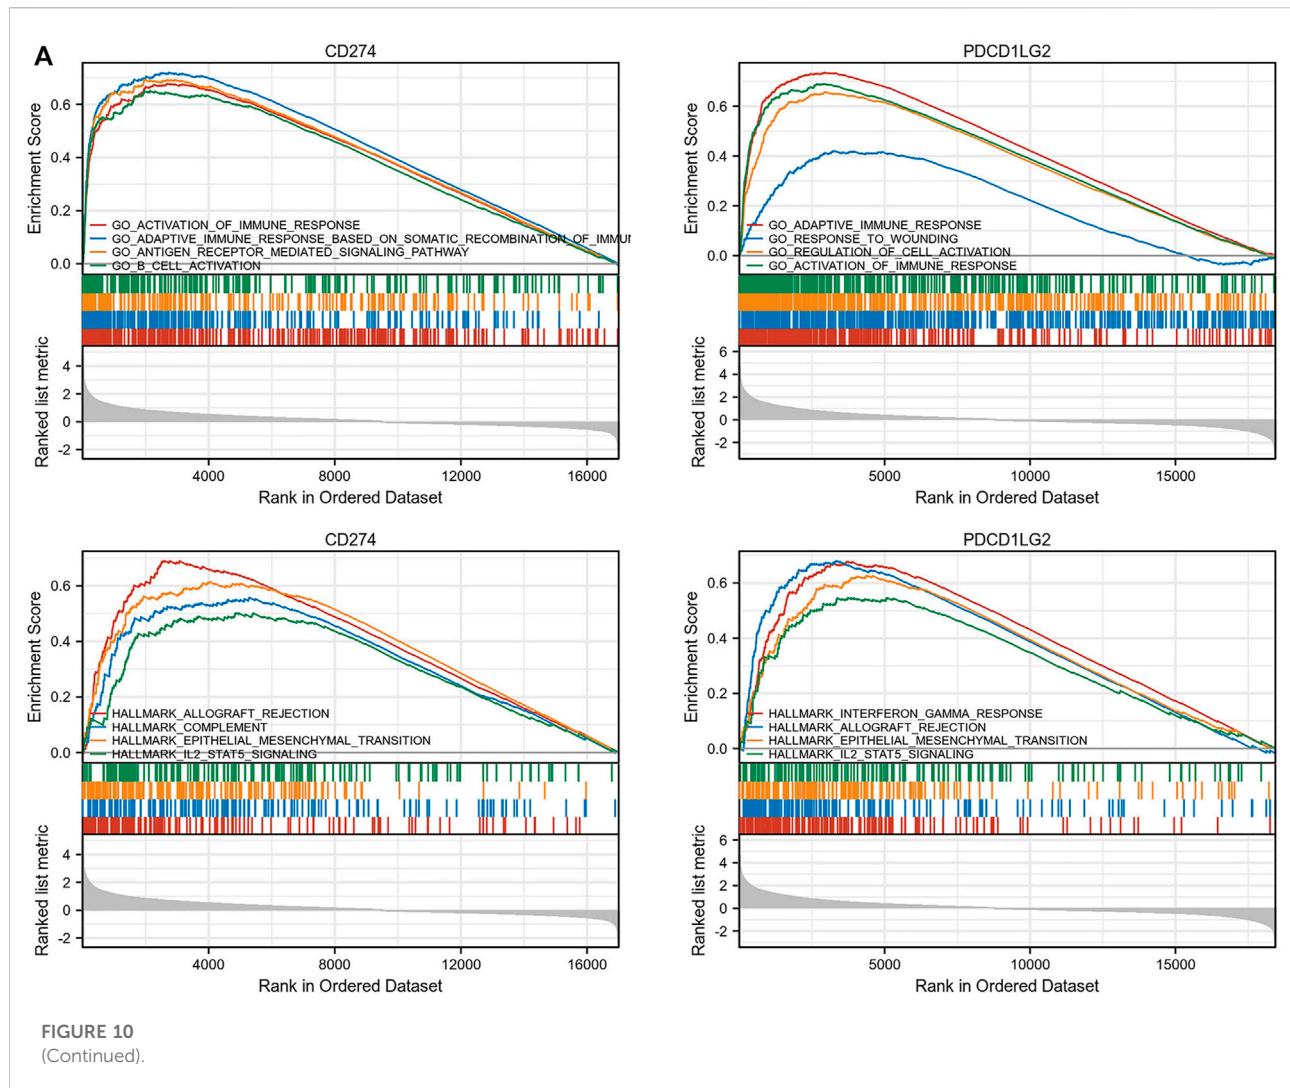 A
CD274
Enrichment Score
0.6
0.4
0.2
0.0
GO_ACTIVATION_OF_IMMUNE_RESPONSE
GO_ADAPTIVE_IMMUNE_RESPONSE_BASED_ON_SOMATIC_RECOMBINATION_OF_IMMU
GO_ANTIGEN_RECEPTOR_MEDIATED_SIGNALING_PATHWAY
GO_B_CELL_ACTIVATION
Ranked list metric
4
2
0
-2
4000 8000 12000 16000
Rank in Ordered Dataset
PDCD1LG2
Enrichment Score
0.6
0.4
0.2
0.0
GO_ADAPTIVE_IMMUNE_RESPONSE
GO_RESPONSE_TO_WOUNDING
GO_REGULATION_OF_CELL_ACTIVATION
GO_ACTIVATION_OF_IMMUNE_RESPONSE
Ranked list metric
6
4
2
0
-2
5000 10000 15000
Rank in Ordered Dataset
CD274
Enrichment Score
0.6
0.4
0.2
0.0
HALLMARK_ALLOGRAFT_REJECTION
HALLMARK_COMPLEMENT
HALLMARK_EPITHELIAL_MESENCHYMAL_TRANSITION
HALLMARK_IL2_STAT5_SIGNALING
Ranked list metric
4
2
0
-2
4000 8000 12000 16000
Rank in Ordered Dataset
PDCD1LG2
Enrichment Score
0.6
0.4
0.2
0.0
HALLMARK_INTERFERON_GAMMA_RESPONSE
HALLMARK_ALLOGRAFT_REJECTION
HALLMARK_EPITHELIAL_MESENCHYMAL_TRANSITION
HALLMARK_IL2_STAT5_SIGNALING
Ranked list metric
6
4
2
0
-2
5000 10000 15000
Rank in Ordered Dataset
FIGURE 10
(Continued).